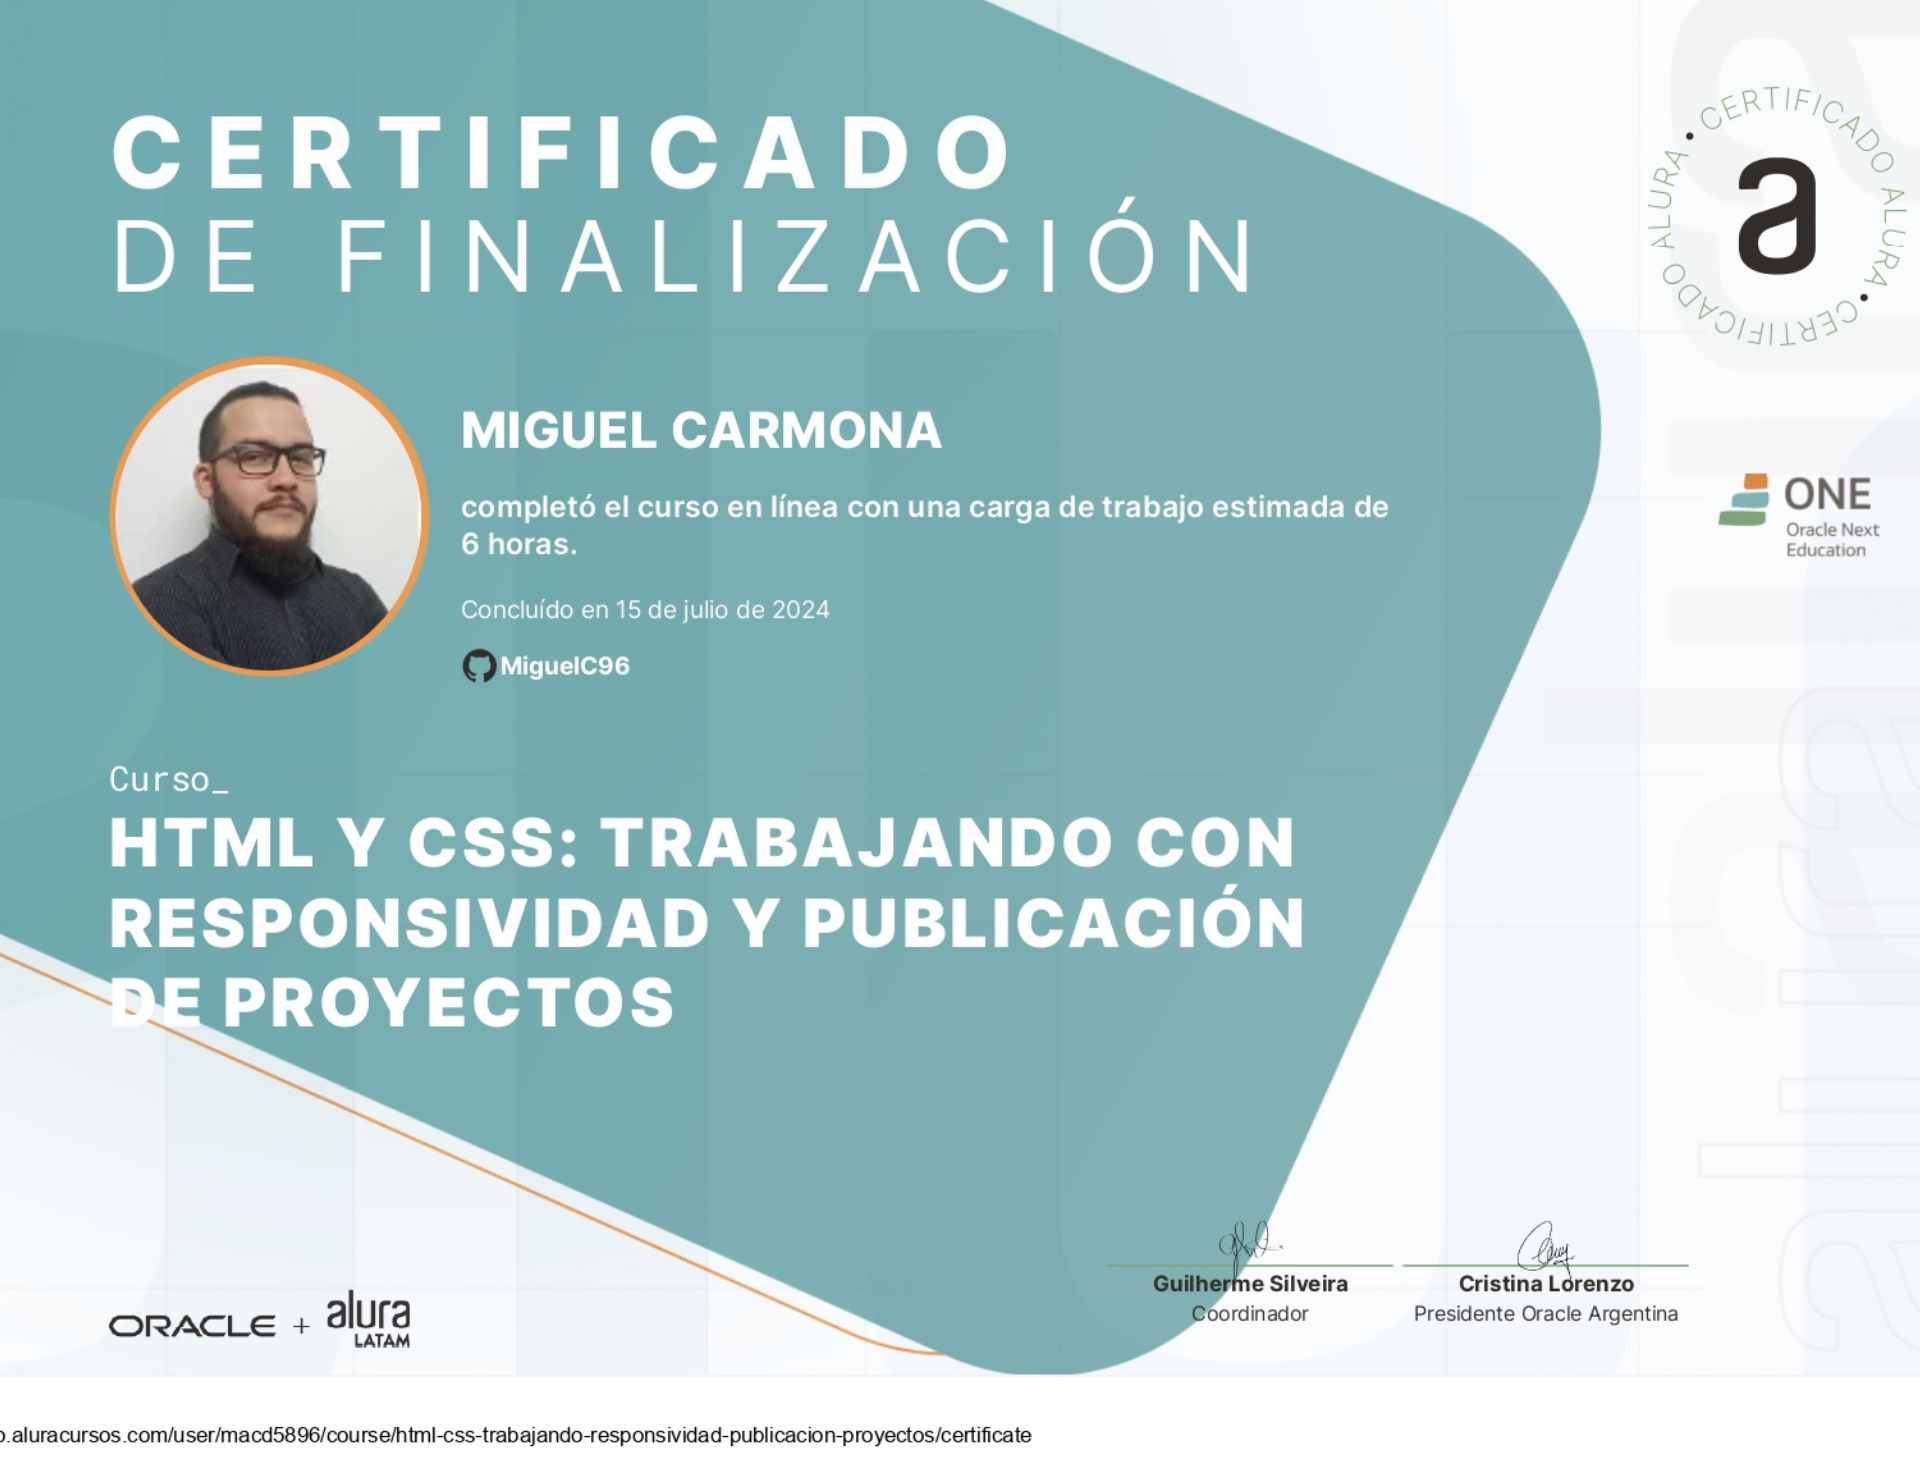 CERTIFICADO
DE FINALIZACIÓN
CERTIFICADO ALURA • CERTIFICADO ALURA •
a
MIGUEL CARMONA
completó el curso en línea con una carga de trabajo estimada de
6 horas.
Concluído en 15 de julio de 2024
MiguelC96
ONE
Oracle Next
Education
Curso_
HTML Y CSS: TRABAJANDO CON
RESPONSIVIDAD Y PUBLICACIÓN
DE PROYECTOS
Guilherme Silveira
Coordinador
Cristina Lorenzo
Presidente Oracle Argentina
ORACLE + alura
LATAM
.aluracursos.com/user/macd5896/course/html-css-trabajando-responsividad-publicacion-proyectos/certificate